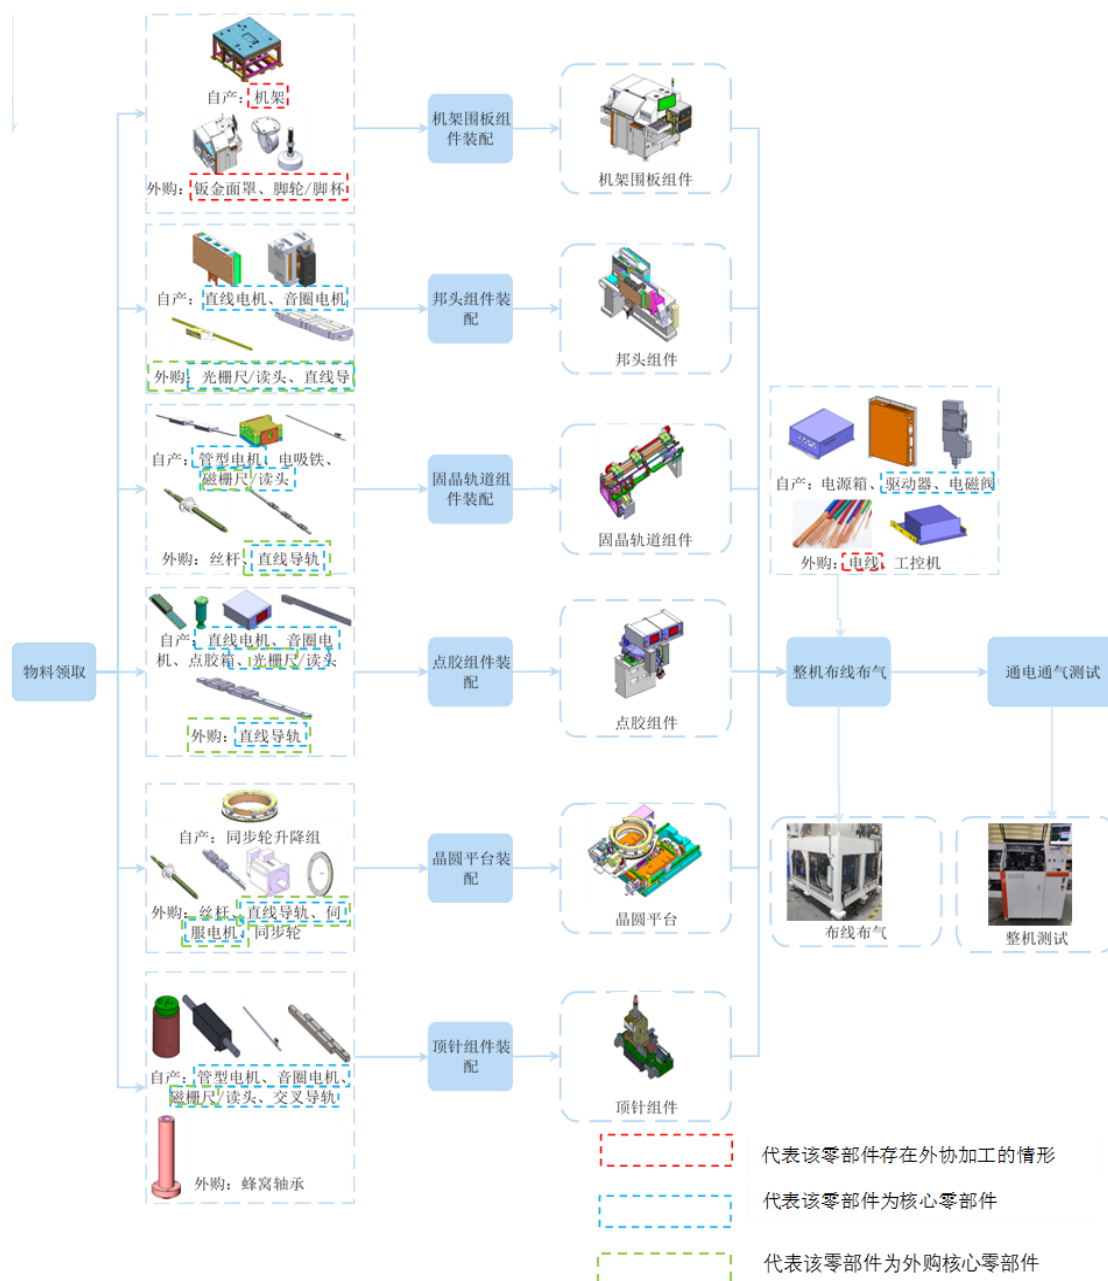 自产：机架
外购：钣金面罩、脚轮/脚杯
机架围板组
件装配
机架围板组件
自产：直线电机、音圈电机
外购：光栅尺/读头、直线导
邦头组件装
配
邦头组件
自产：管型电机、电吸铁、
磁栅尺/读头
外购：丝杆、直线导轨
固晶轨道组
件装配
固晶轨道组件
自产：电源箱、驱动器、电磁阀
外购：电线、工控机
物料领取
自产：直线电机、音圈电
机、点胶箱、光栅尺/读头
外购：直线导轨
点胶组件装
配
点胶组件
整机布线布气
通电通气测试
自产：同步轮升降组
外购：丝杆、直线导轨、伺
服电机、同步轮
晶圆平台装
配
晶圆平台
布线布气
整机测试
自产：管型电机、音圈电机、
磁栅尺/读头、交叉导轨
外购：蜂窝轴承
顶针组件装
配
顶针组件
代表该零部件存在外协加工的情形
代表该零部件为核心零部件
代表该零部件为外购核心零部件